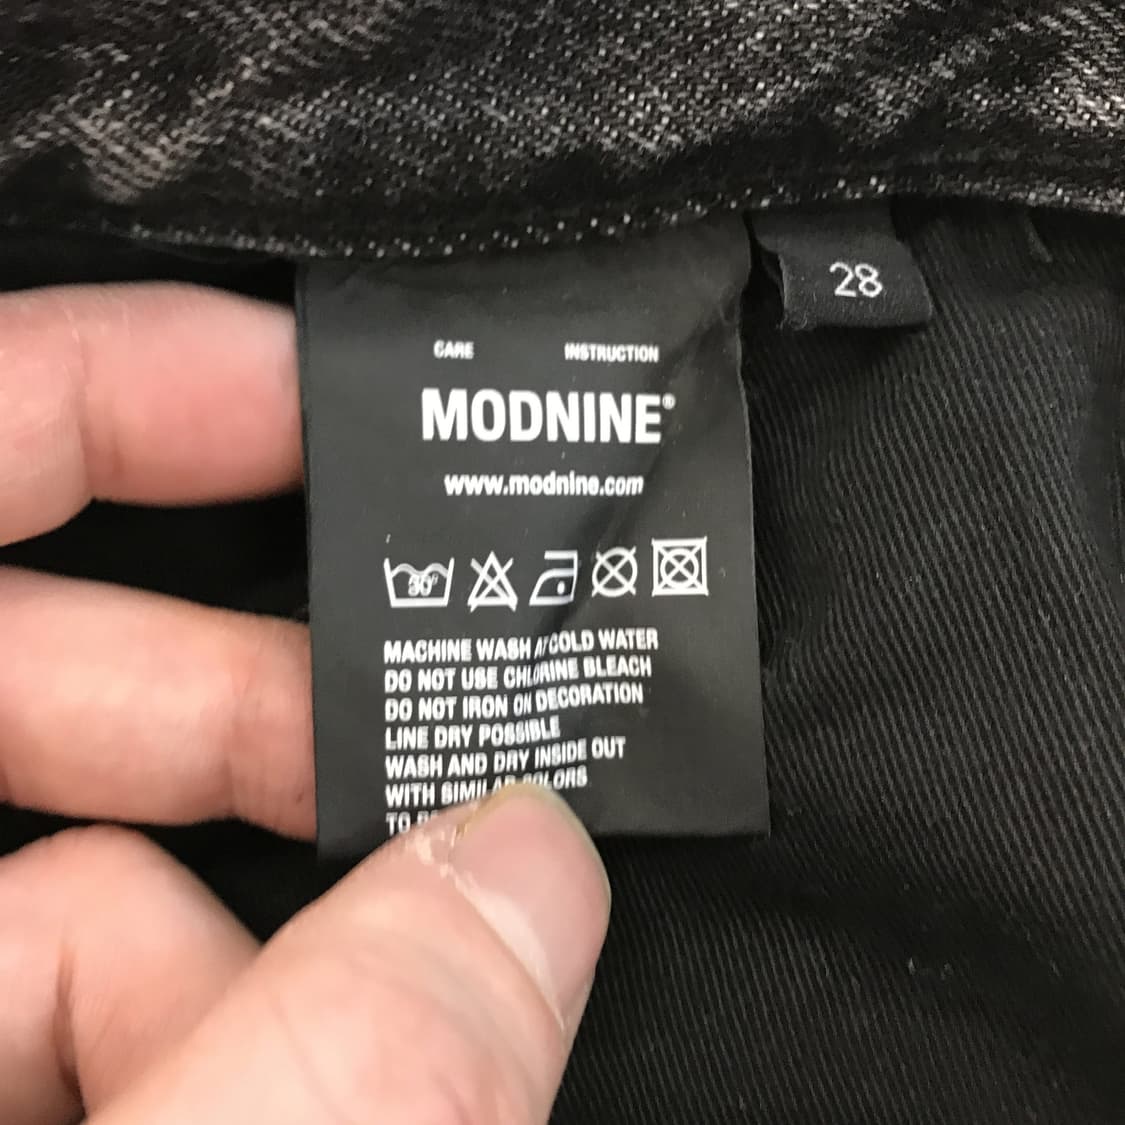 28
CARE INSTRUCTION
MODNINE®
www.modnine.com
30°
MACHINE WASH AT COLD WATER
DO NOT USE CHLORINE BLEACH
DO NOT IRON ON DECORATION
LINE DRY POSSIBLE
WASH AND DRY INSIDE OUT
WITH SIMILAR COLORS
TO